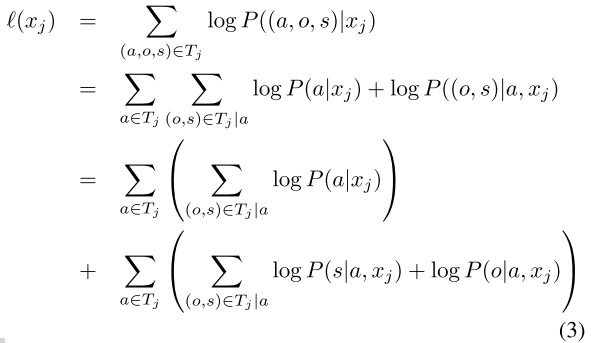 ℓ(x_j) = ∑_{(a,o,s)∈T_j} log P((a, o, s)|x_j)
= ∑_{a∈T_j} ∑_{(o,s)∈T_j|a} log P(a|x_j) + log P((o, s)|a, x_j)
= ∑_{a∈T_j} ( ∑_{(o,s)∈T_j|a} log P(a|x_j) )
+ ∑_{a∈T_j} ( ∑_{(o,s)∈T_j|a} log P(s|a, x_j) + log P(o|a, x_j) )
(3)